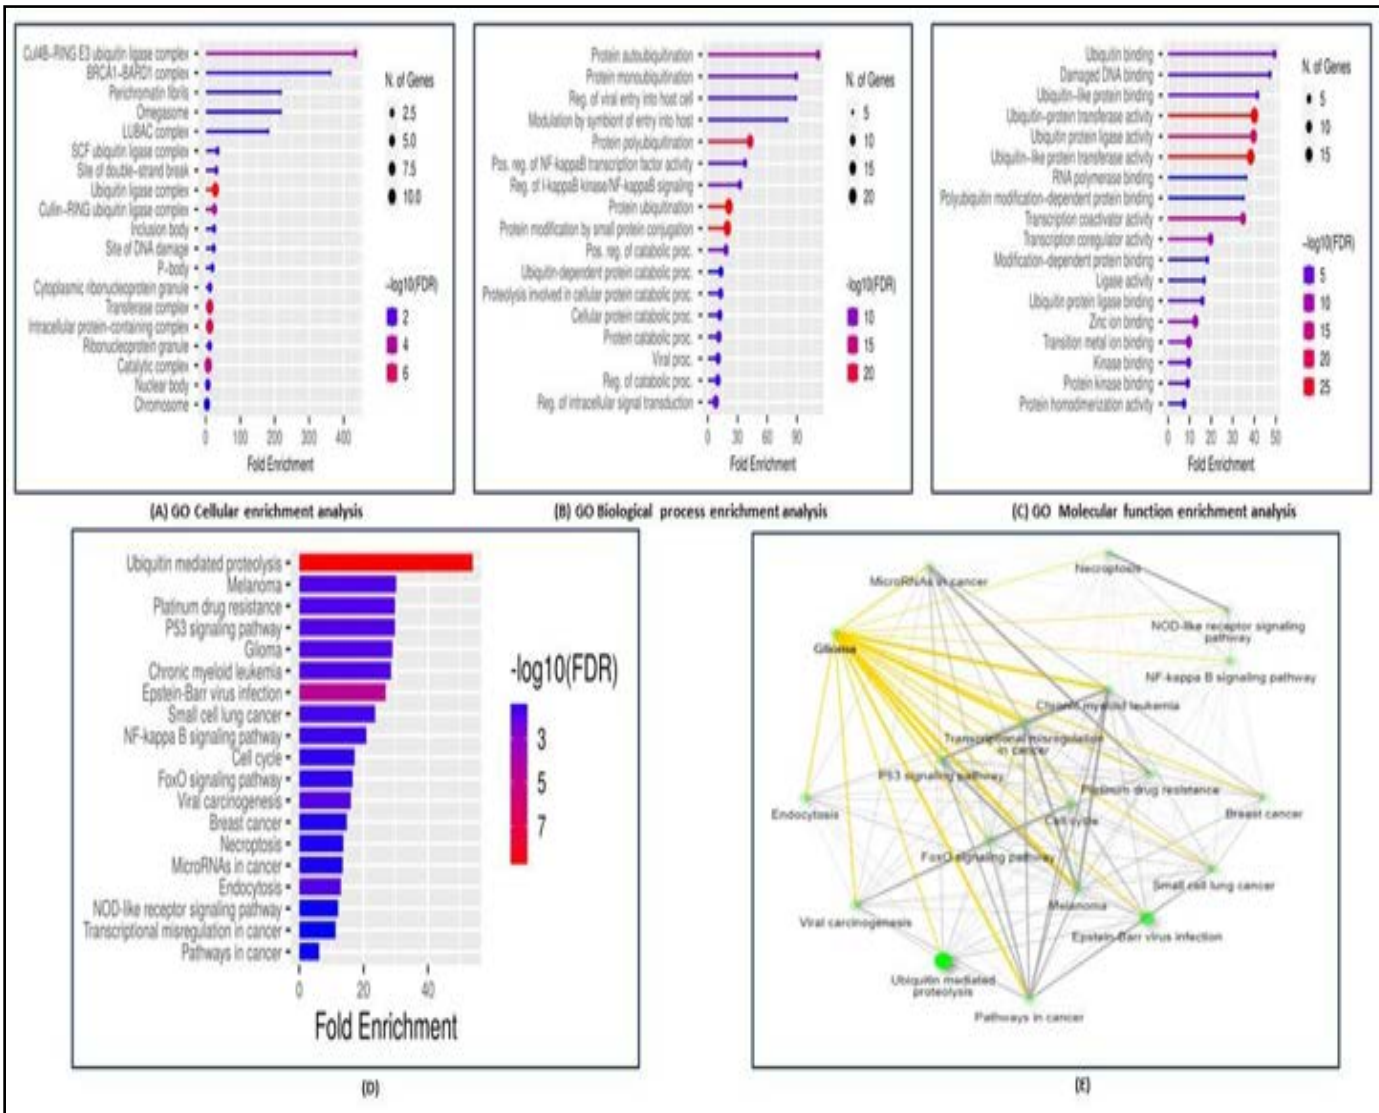 Cul4B-RING E3 ubiquitin ligase complex
BRCA1-BARD1 complex
Perichromatin fibrils
Omegasome
LUBAC complex
SCF ubiquitin ligase complex
Site of double-strand break
Ubiquitin ligase complex
Cullin-RING ubiquitin ligase complex
Inclusion body
Site of DNA damage
P-body
Cytoplasmic ribonucleoprotein granule
Transferase complex
Intracellular protein-containing complex
Ribonucleoprotein granule
Catalytic complex
Nuclear body
Chromosome
0 100 200 300 400
Fold Enrichment
N. of Genes
2.5
5.0
7.5
10.0
-log10(FDR)
2
4
6
(A) GO Cellular enrichment analysis
Protein autoubiquitination
Protein monoubiquitination
Reg. of viral entry into host cell
Modulation by symbiont of entry into host
Protein polyubiquitination
Pos. reg. of NF-kappaB transcription factor activity
Reg. of I-kappaB kinase/NF-kappaB signaling
Protein ubiquitination
Protein modification by small protein conjugation
Pos. reg. of catabolic proc.
Ubiquitin-dependent protein catabolic proc.
Proteolysis involved in cellular protein catabolic proc.
Cellular protein catabolic proc.
Protein catabolic proc.
Viral proc.
Reg. of catabolic proc.
Reg. of intracellular signal transduction
0 30 60 90
Fold Enrichment
N. of Genes
5
10
15
20
-log10(FDR)
10
15
20
(B) GO Biological process enrichment analysis
Ubiquitin binding
Damaged DNA binding
Ubiquitin-like protein binding
Ubiquitin-protein transferase activity
Ubiquitin protein ligase activity
Ubiquitin-like protein transferase activity
RNA polymerase binding
Polyubiquitin modification-dependent protein binding
Transcription coactivator activity
Transcription coregulator activity
Modification-dependent protein binding
Ligase activity
Ubiquitin protein ligase binding
Zinc ion binding
Transition metal ion binding
Kinase binding
Protein kinase binding
Protein homodimerization activity
0 10 20 30 40 50
Fold Enrichment
N. of Genes
5
10
15
-log10(FDR)
5
10
15
20
25
(C) GO Molecular function enrichment analysis
Ubiquitin mediated proteolysis
Melanoma
Platinum drug resistance
P53 signaling pathway
Glioma
Chronic myeloid leukemia
Epstein-Barr virus infection
Small cell lung cancer
NF-kappa B signaling pathway
Cell cycle
FoxO signaling pathway
Viral carcinogenesis
Breast cancer
Necroptosis
MicroRNAs in cancer
Endocytosis
NOD-like receptor signaling pathway
Transcriptional misregulation in cancer
Pathways in cancer
0 20 40
Fold Enrichment
-log10(FDR)
3
5
7
(D)
Necroptosis
MicroRNAs in cancer
NOD-like receptor signaling
pathway
Glioma
NF-kappa B signaling pathway
Chronic myeloid leukemia
Transcriptional misregulation
in cancer
P53 signaling pathway
Platinum drug resistance
Endocytosis
Breast cancer
Cell cycle
FoxO signaling pathway
Small cell lung cancer
Melanoma
Viral carcinogenesis
Epstein-Barr virus infection
Ubiquitin mediated
proteolysis
Pathways in cancer
(E)